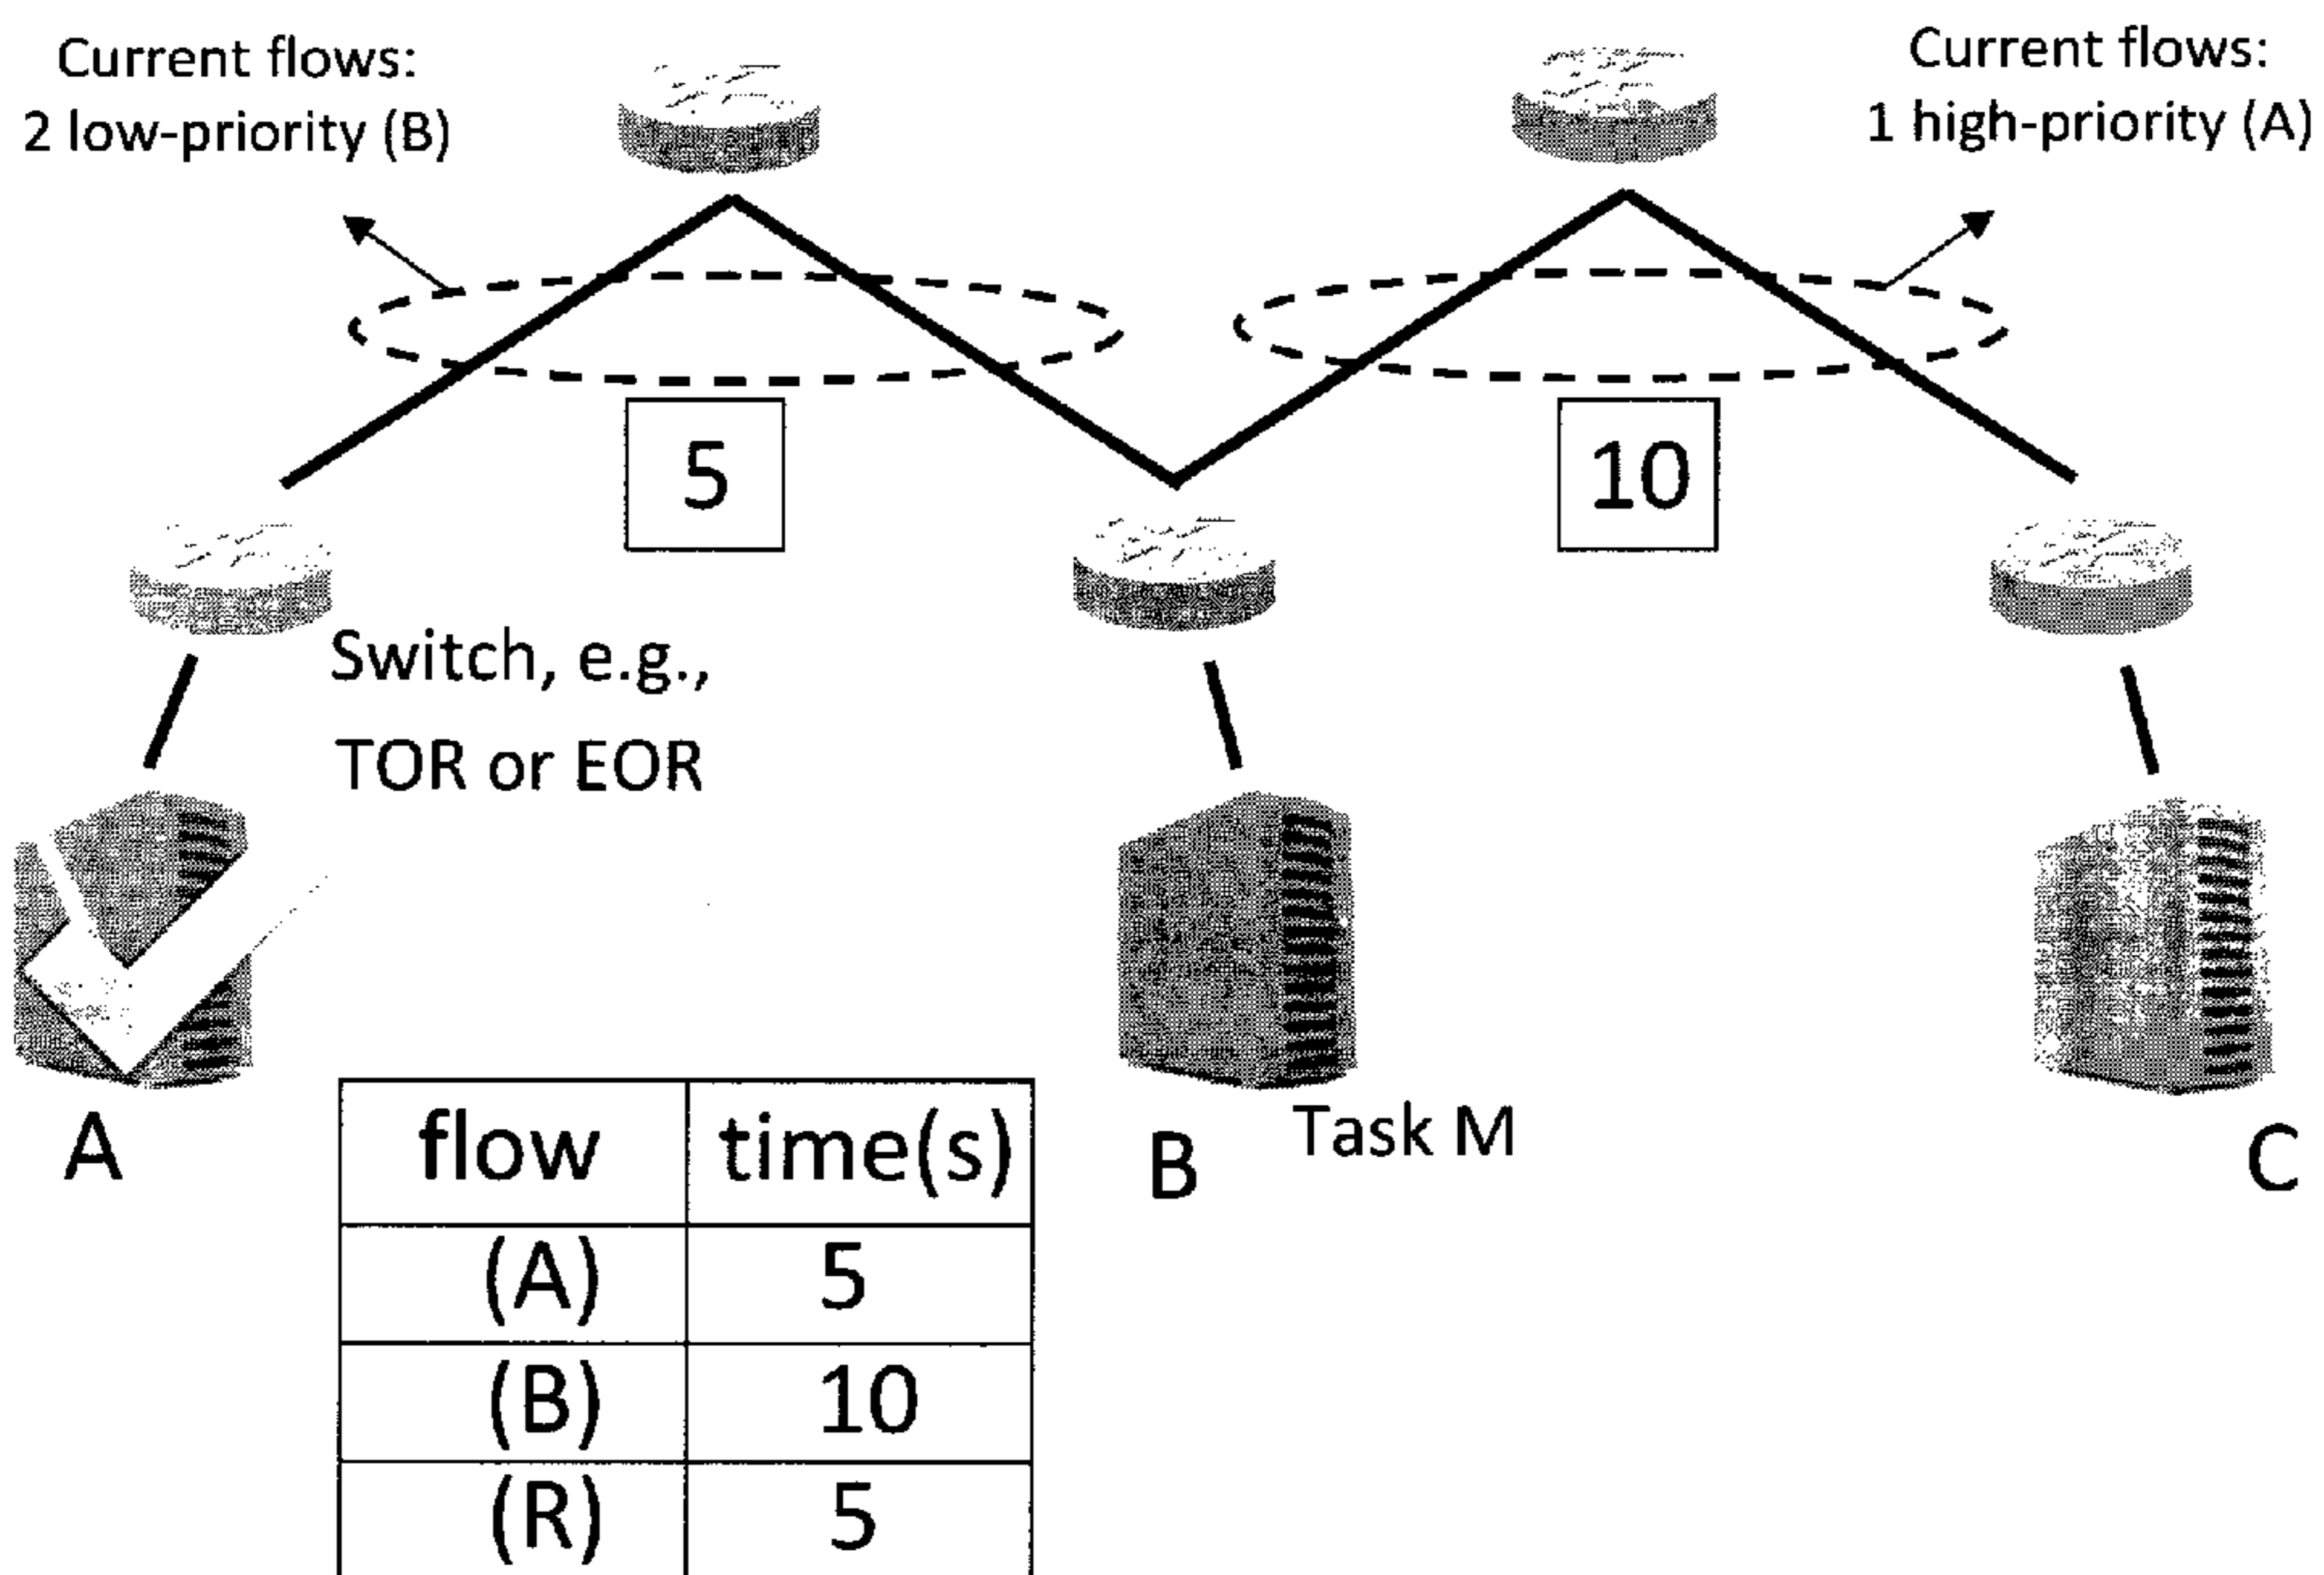 Current flows:
2 low-priority (B)
Current flows:
1 high-priority (A)
5
10
Switch, e.g.,
TOR or EOR
A
B
Task M
C
flow time(s)
(A) 5
(B) 10
(R) 5